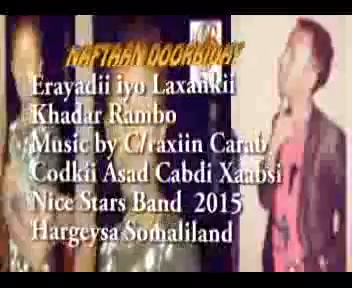 NAFTAAN DOORBIDAY
Erayadii iyo Laxankii
Khadar Rambo
Music by C/raxiin Carab
Codkii Asad Cabdi Xaabsi
Nice Stars Band 2015
Hargeysa Somaliland